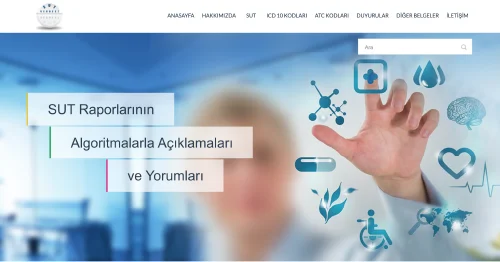 ANASAYFA HAKKIMIZDA SUT ICD 10 KODLARI ATC KODLARI DUYURULAR DİĞER BELGELER İLETİŞİM
Ara
SUT Raporlarının
Algoritmalarla Açıklamaları
ve Yorumları